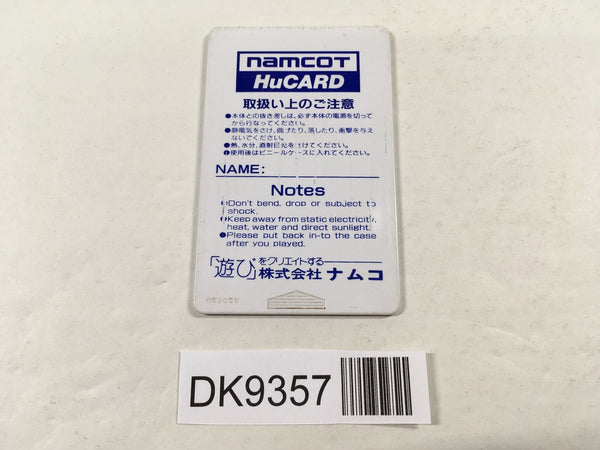 namcoT
HuCARD
取扱い上のご注意
●本体との抜き差しは、必ず本体の電源を切って
から行なってください。
●静電気をさけ、曲げたり、落したり、衝撃を与え
ないでください。
●熱、水分、直射日光をさけてください。
●使用後はビニールケースに入れてください。
NAME:
Notes
●Don't bend, drop or subject to
shock.
●Keep away from static electricity,
heat, water and direct sunlight.
●Please put back in-to the case
after you played.
「遊び」をクリエイトする
株式会社 ナムコ
DK9357